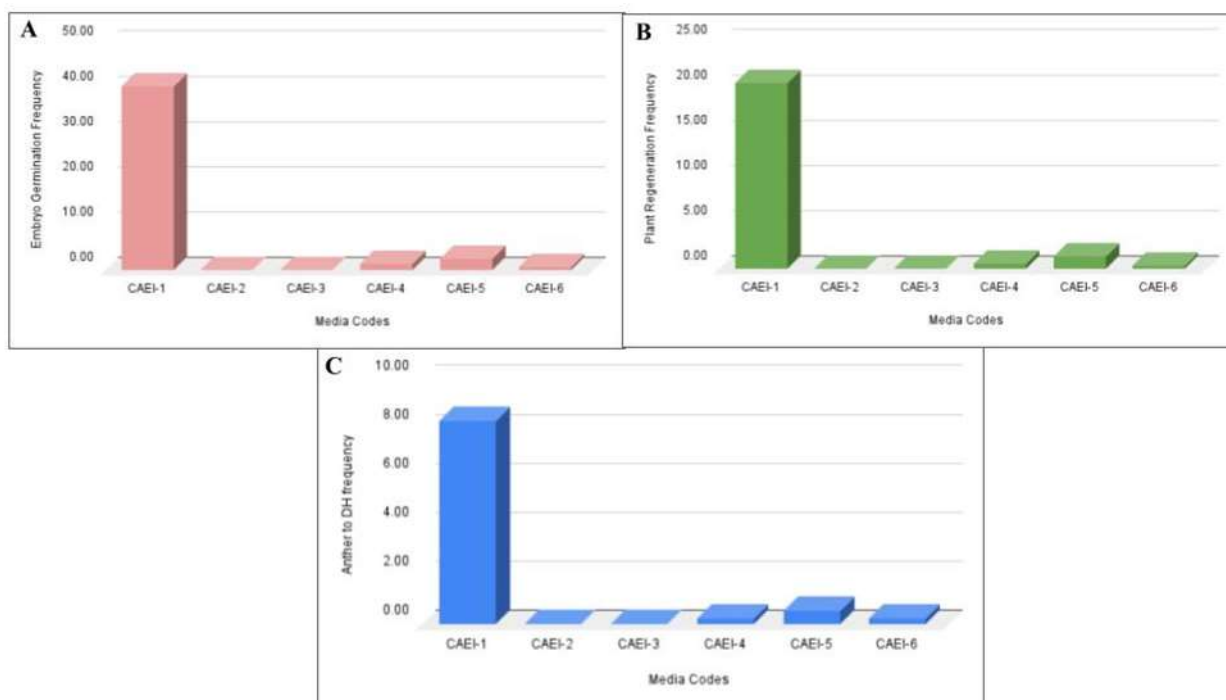 A
Embryo Germination Frequency
50.00
40.00
30.00
20.00
10.00
0.00
CAEI-1 CAEI-2 CAEI-3 CAEI-4 CAEI-5 CAEI-6
Media Codes
B
Plant Regeneration Frequency
25.00
20.00
15.00
10.00
5.00
0.00
CAEI-1 CAEI-2 CAEI-3 CAEI-4 CAEI-5 CAEI-6
Media Codes
C
Anther to DH frequency
10.00
8.00
6.00
4.00
2.00
0.00
CAEI-1 CAEI-2 CAEI-3 CAEI-4 CAEI-5 CAEI-6
Media Codes